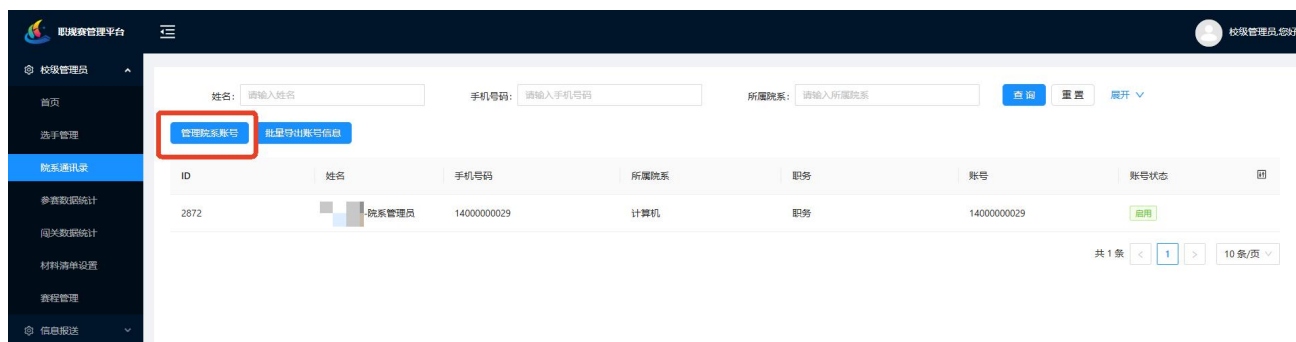 职规赛管理平台
校级管理员,您好
校级管理员
首页
选手管理
院系通讯录
参赛数据统计
闯关数据统计
材料清单设置
赛程管理
信息报送
姓名: 请输入姓名 手机号码: 请输入手机号码 所属院系: 请输入所属院系 查询 重置 展开
管理院系账号 批量导出账号信息
ID 姓名 手机号码 所属院系 职务 账号 账号状态
2872 -院系管理员 14000000029 计算机 职务 14000000029 启用
共1条 < 1 > 10条/页